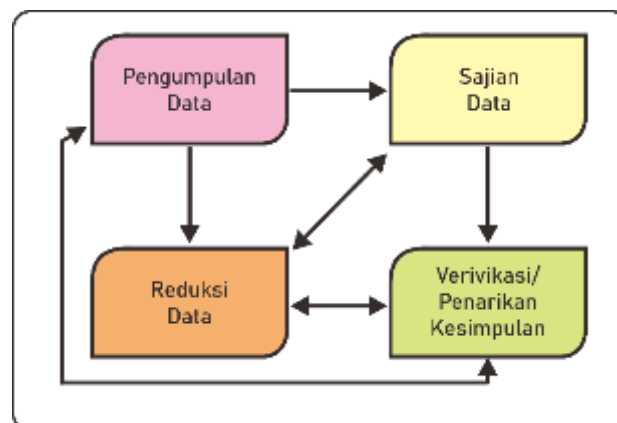 Pengumpulan
Data
Sajian
Data
Reduksi
Data
Verivikasi/
Penarikan
Kesimpulan